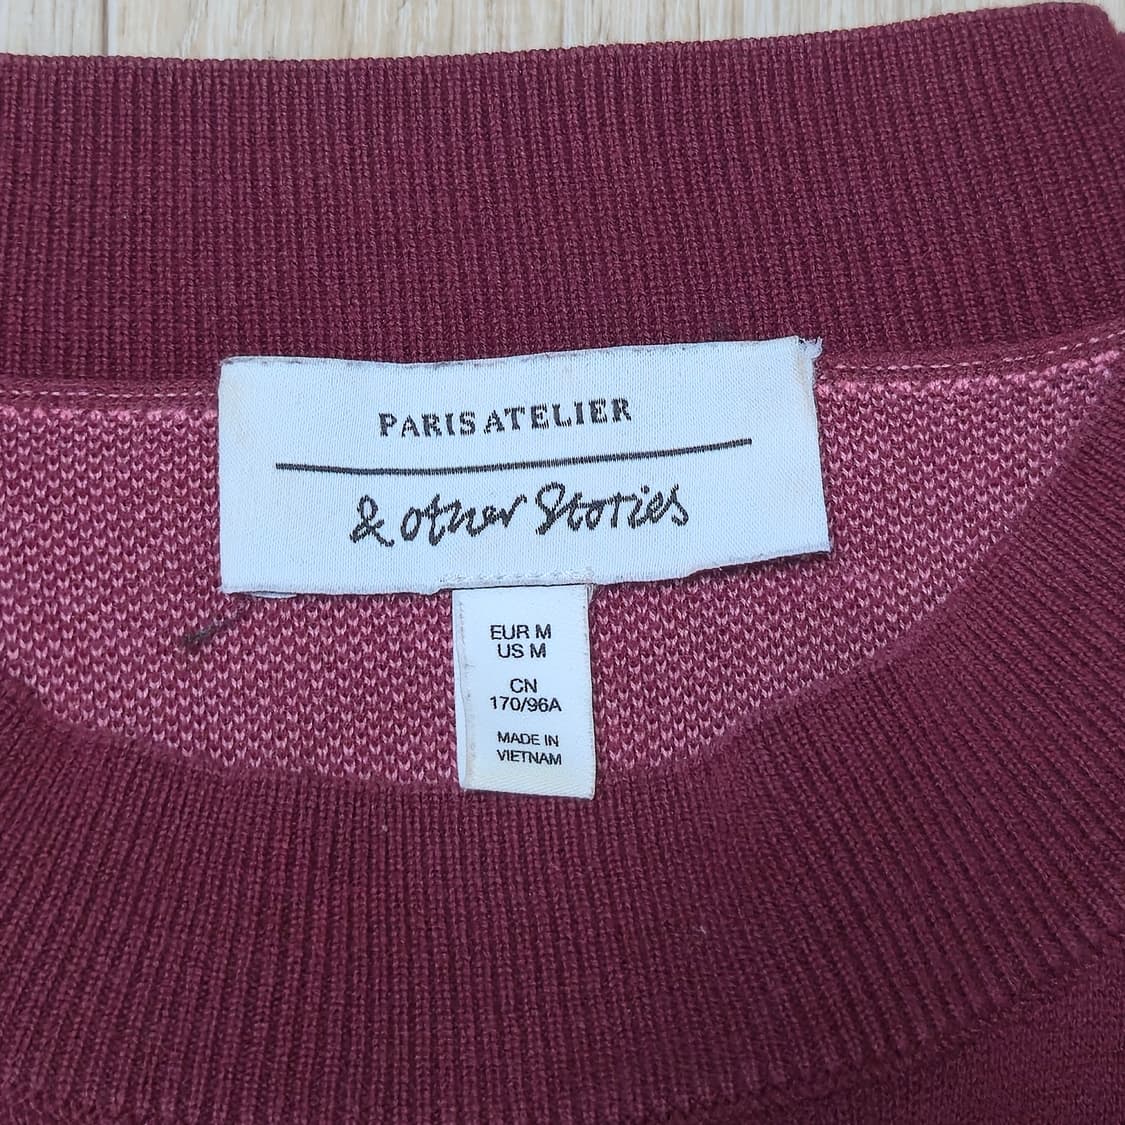 PARIS ATELIER
& other Stories
EUR M
US M
CN
170/96A
MADE IN
VIETNAM